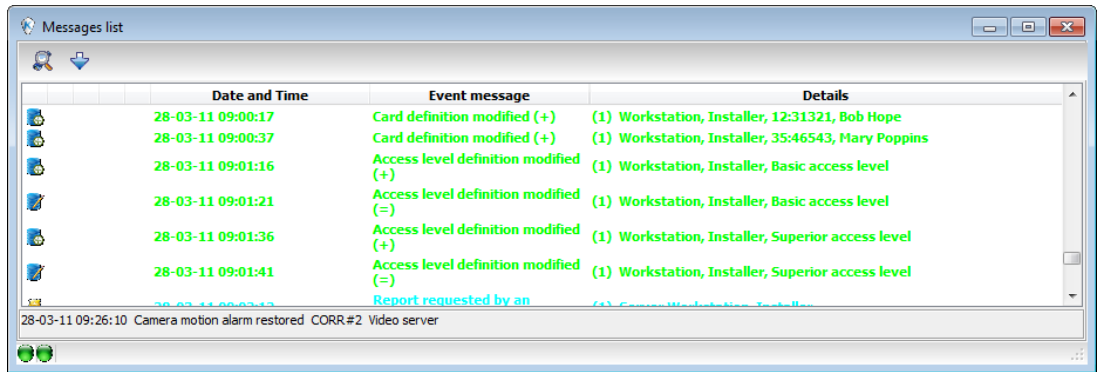 Messages list
Date and Time Event message Details
28-03-11 09:00:17 Card definition modified (+) (1) Workstation, Installer, 12:31321, Bob Hope
28-03-11 09:00:37 Card definition modified (+) (1) Workstation, Installer, 35:46543, Mary Poppins
28-03-11 09:01:16 Access level definition modified (+) (1) Workstation, Installer, Basic access level
28-03-11 09:01:21 Access level definition modified (=) (1) Workstation, Installer, Basic access level
28-03-11 09:01:36 Access level definition modified (+) (1) Workstation, Installer, Superior access level
28-03-11 09:01:41 Access level definition modified (=) (1) Workstation, Installer, Superior access level
Report requested by an
28-03-11 09:26:10 Camera motion alarm restored CORR#2 Video server